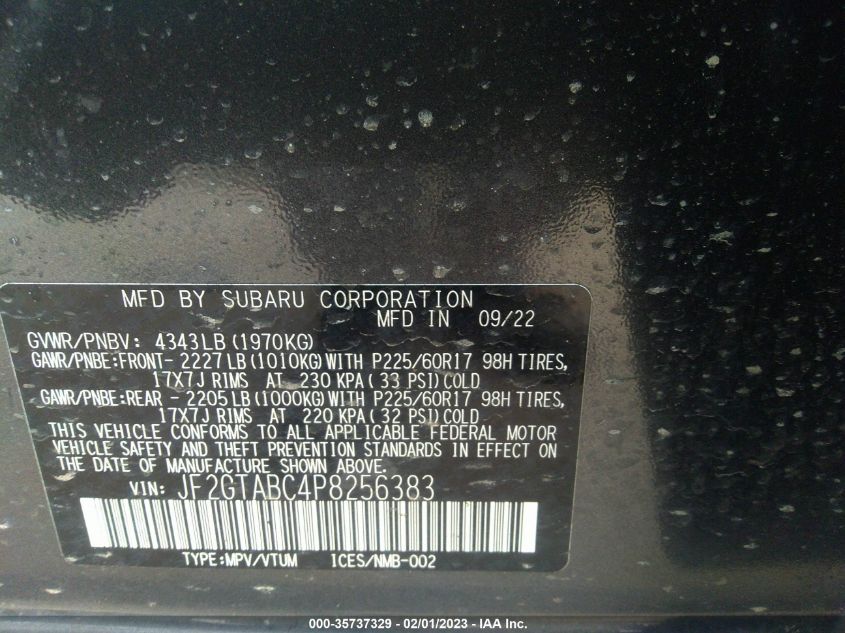 MFD BY SUBARU CORPORATION
MFD IN 09/22
GVWR/PNBV: 4343LB (1970KG)
GAWR/PNBE:FRONT- 2227LB(1010KG)WITH P225/60R17 98H TIRES,
17X7J RIMS AT 230 KPA( 33 PSI)COLD
GAWR/PNBE:REAR - 2205LB(1000KG)WITH P225/60R17 98H TIRES,
17X7J RIMS AT 220 KPA( 32 PSI)COLD
THIS VEHICLE CONFORMS TO ALL APPLICABLE FEDERAL MOTOR
VEHICLE SAFETY AND THEFT PREVENTION STANDARDS IN EFFECT ON
THE DATE OF MANUFACTURE SHOWN ABOVE.
VIN: JF2GTABC4P8256383
TYPE:MPV/VTUM ICES/NMB-002
000-35737329 - 02/01/2023 - IAA Inc.